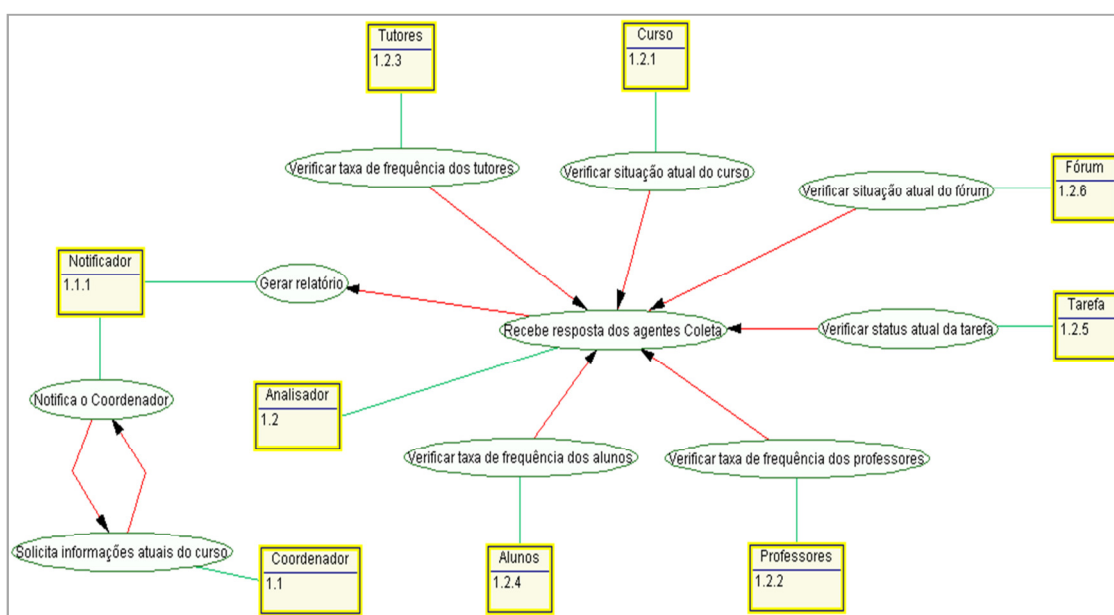 Tutores
1.2.3
Curso
1.2.1
Verificar taxa de frequência dos tutores
Verificar situação atual do curso
Fórum
1.2.6
Verificar situação atual do fórum
Notificador
1.1.1
Gerar relatório
Recebe resposta dos agentes Coleta
Verificar status atual da tarefa
Tarefa
1.2.5
Notifica o Coordenador
Analisador
1.2
Verificar taxa de frequência dos alunos
Verificar taxa de frequência dos professores
Solicita informações atuais do curso
Coordenador
1.1
Alunos
1.2.4
Professores
1.2.2